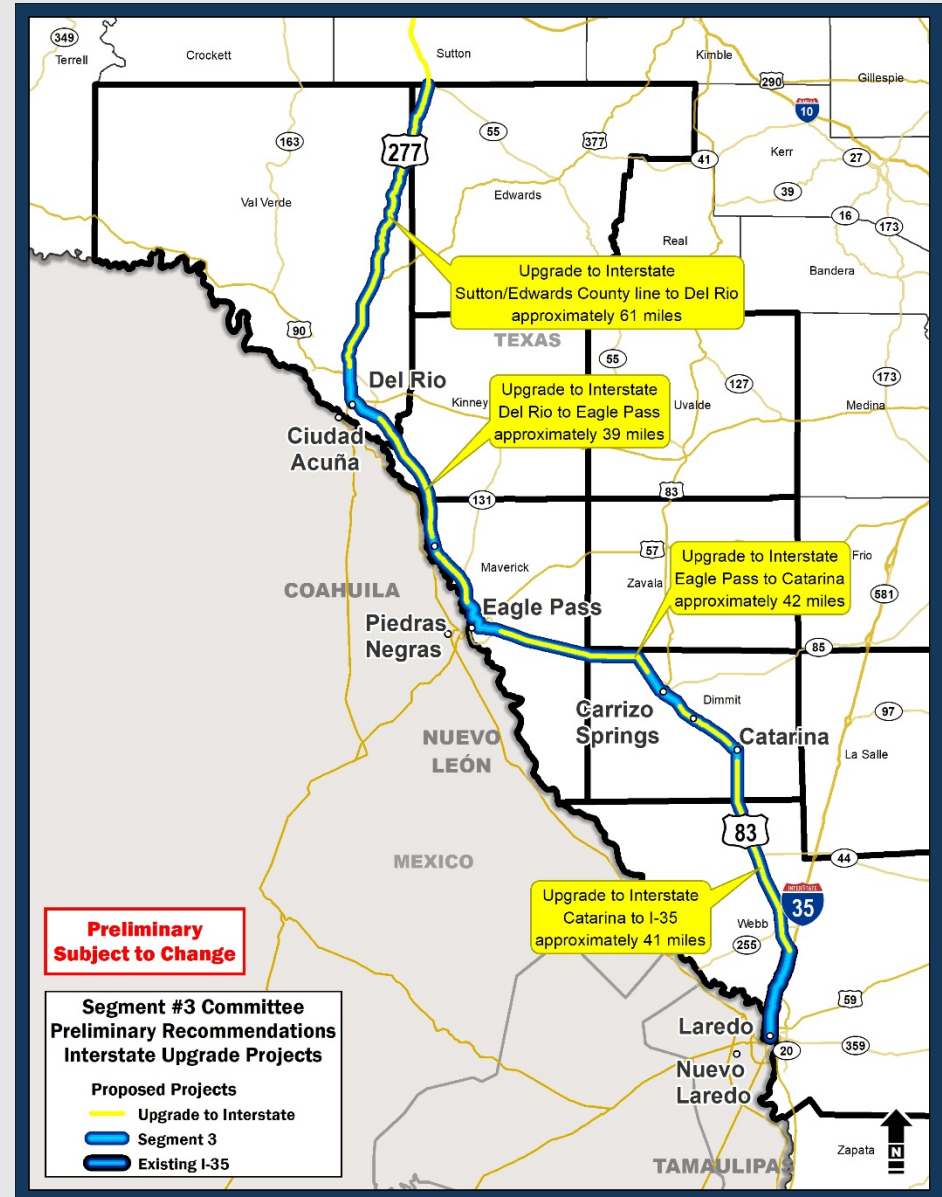 349
Terrell
Crockett
Sutton
Kimble
290
Gillespie
INTERSTATE
10
163
277
55
377
41
Kerr
27
39
Val Verde
Edwards
16
173
Real
Bandera
Upgrade to Interstate
Sutton/Edwards County line to Del Rio
approximately 61 miles
90
TEXAS
55
127
173
Del Rio
Upgrade to Interstate
Del Rio to Eagle Pass
approximately 39 miles
Kinney
Uvalde
Medina
Ciudad
Acuña
83
131
57
Upgrade to Interstate
Eagle Pass to Catarina
approximately 42 miles
Frio
Maverick
Zavala
581
COAHUILA
Piedras
Negras
Eagle Pass
85
Dimmit
Carrizo
Springs
97
Catarina
La Salle
NUEVO
LEÓN
83
44
MEXICO
Upgrade to Interstate
Catarina to I-35
approximately 41 miles
INTERSTATE
35
Webb
255
Preliminary
Subject to Change
59
Segment #3 Committee
Preliminary Recommendations
Interstate Upgrade Projects
Proposed Projects
Upgrade to Interstate
Segment 3
Existing I-35
Laredo
20
359
Nuevo
Laredo
Zapata
N
TAMAULIPAS